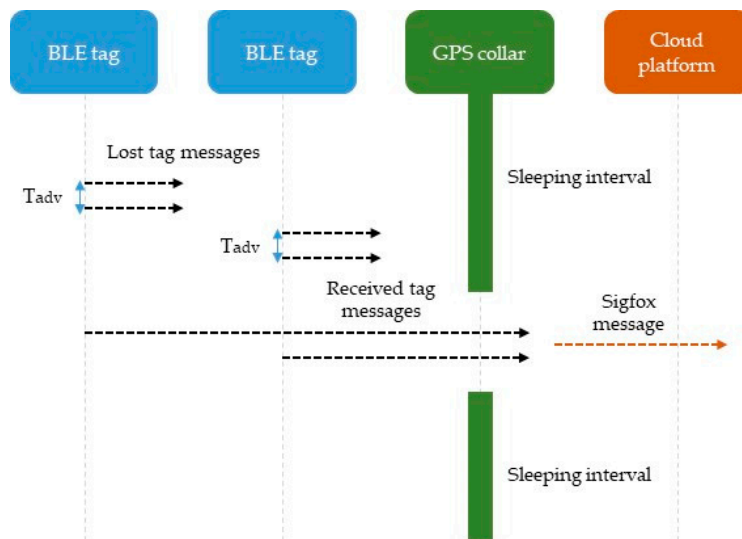 BLE tag
BLE tag
GPS collar
Cloud
platform
Lost tag messages
Sleeping interval
Tadv
Tadv
Received tag
messages
Sigfox
message
Sleeping interval